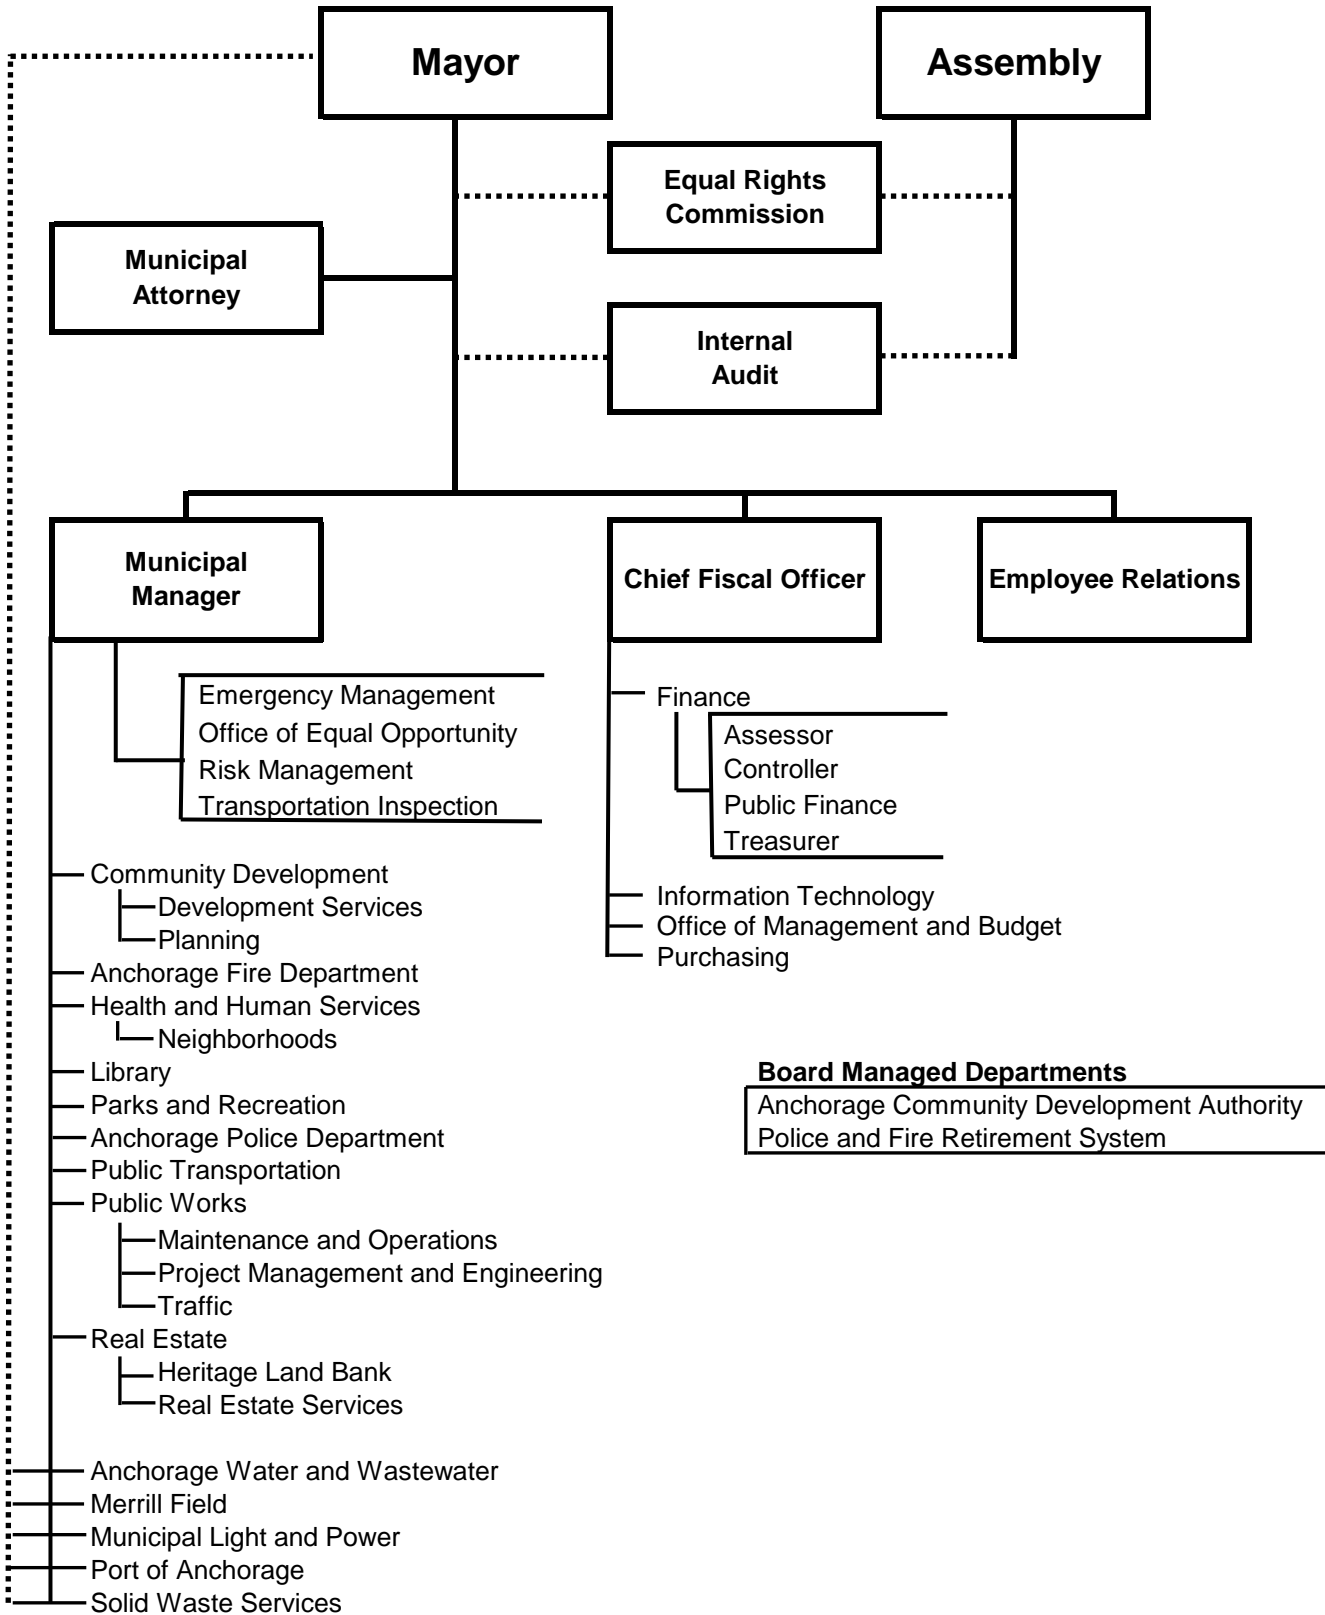 Mayor
Assembly
Equal Rights
Commission
Municipal
Attorney
Internal
Audit
Municipal
Manager
Chief Fiscal Officer
Employee Relations
Emergency Management
Office of Equal Opportunity
Risk Management
Transportation Inspection
Finance
Assessor
Controller
Public Finance
Treasurer
Information Technology
Office of Management and Budget
Purchasing
Community Development
Development Services
Planning
Anchorage Fire Department
Health and Human Services
Neighborhoods
Library
Parks and Recreation
Anchorage Police Department
Public Transportation
Public Works
Maintenance and Operations
Project Management and Engineering
Traffic
Real Estate
Heritage Land Bank
Real Estate Services
Anchorage Water and Wastewater
Merrill Field
Municipal Light and Power
Port of Anchorage
Solid Waste Services
Board Managed Departments
Anchorage Community Development Authority
Police and Fire Retirement System